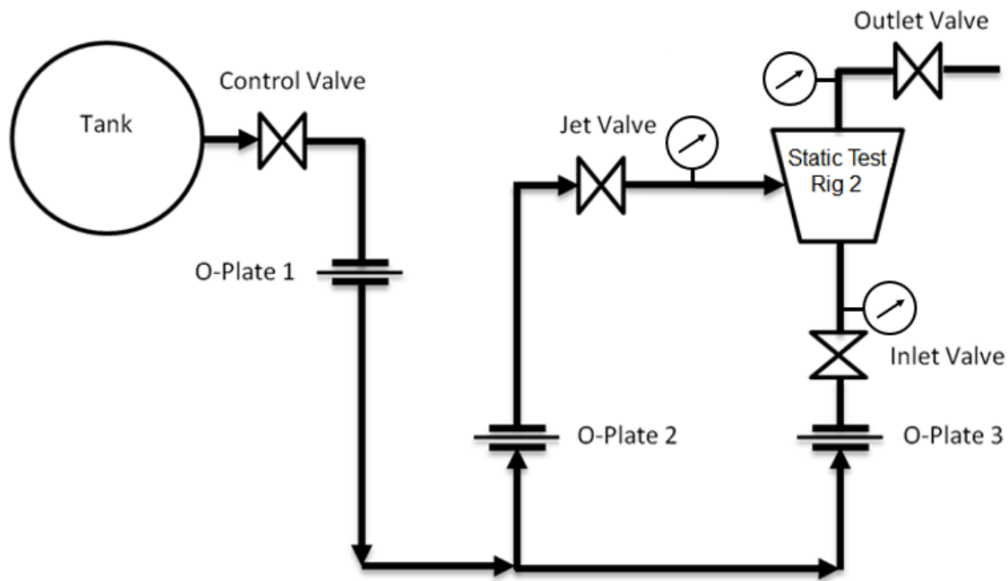 Outlet Valve
Control Valve
Tank
Jet Valve
Static Test
Rig 2
O-Plate 1
Inlet Valve
O-Plate 2
O-Plate 3